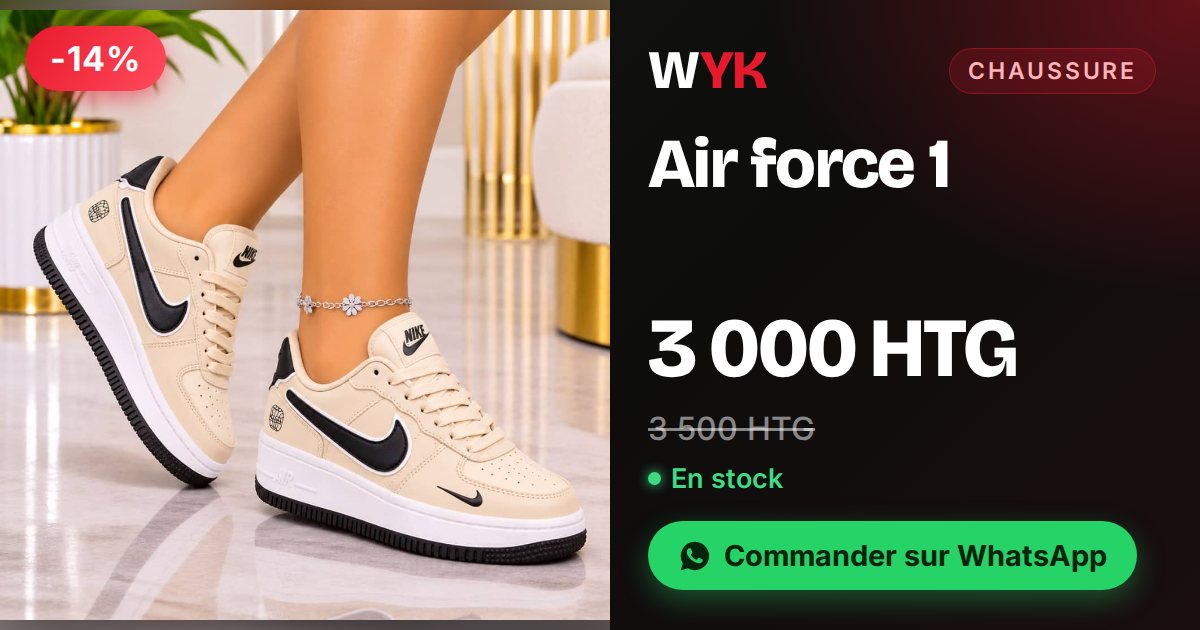 -14%
WYK
CHAUSSURE
Air force 1
3 000 HTG
3 500 HTG
En stock
Commander sur WhatsApp
NIKE
NIKE
AIR